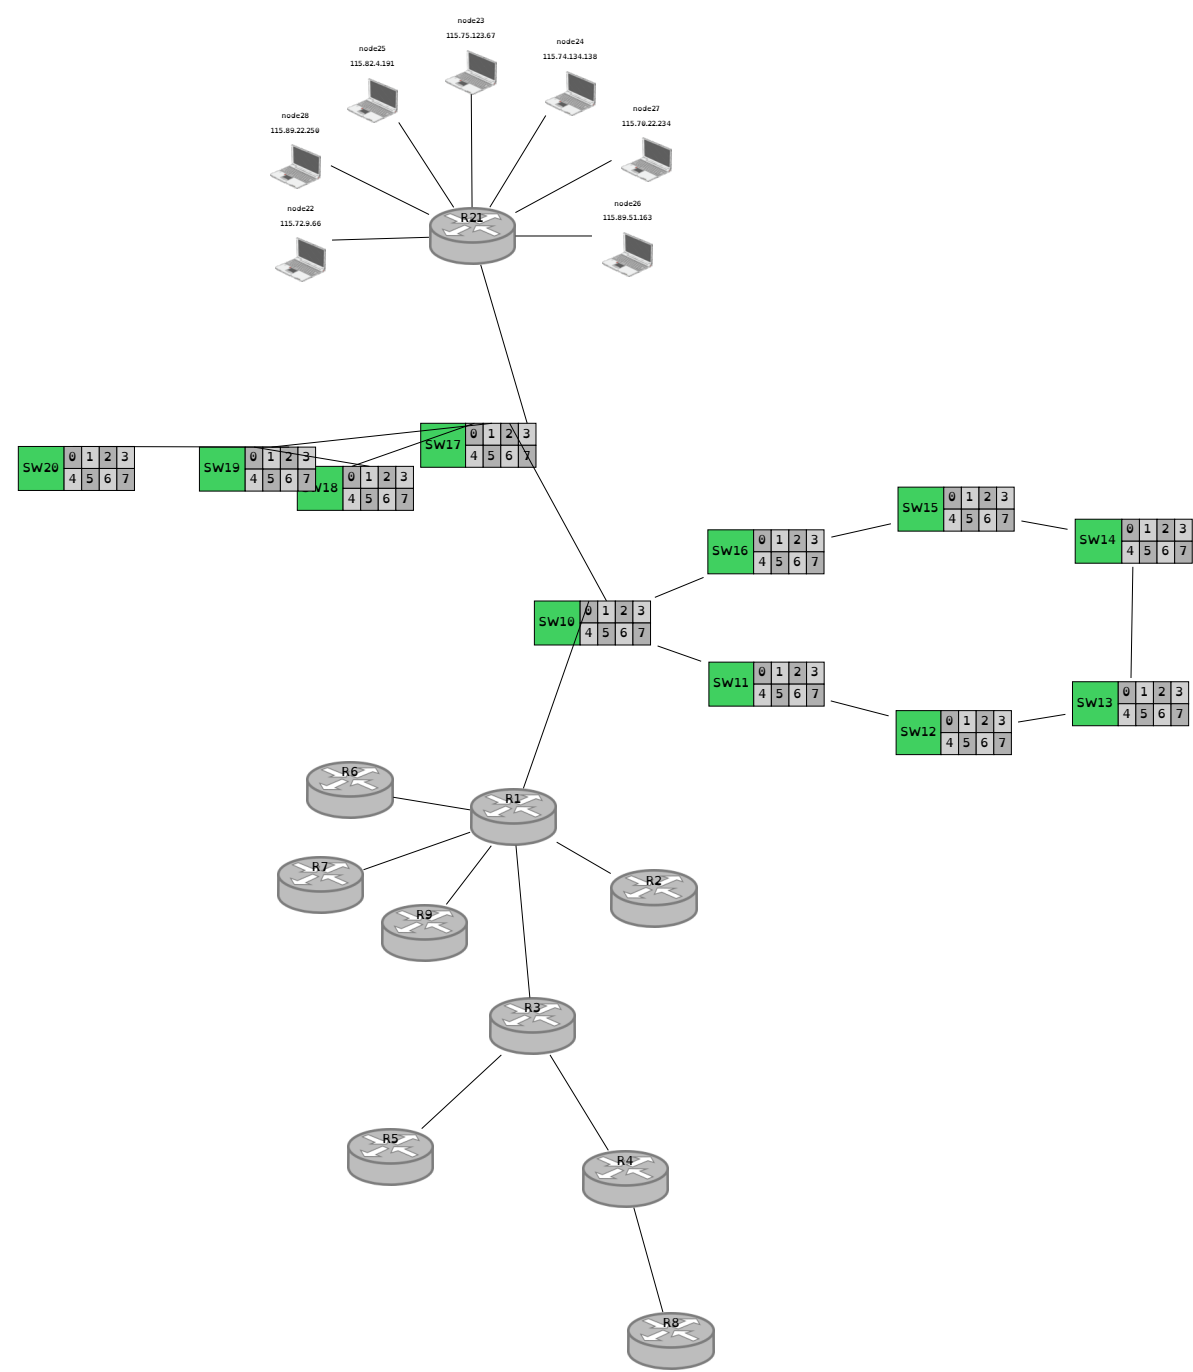 node23
115.75.123.67
node24
115.74.134.138
node25
115.82.4.191
node27
115.70.22.234
node28
115.89.22.250
node26
115.89.51.163
node22
115.72.9.66
R21
SW17 0 1 2 3
4 5 6 7
SW20 0 1 2 3
4 5 6 7
SW19 0 1 2 3
4 5 6 7
W18 0 1 2 3
4 5 6 7
SW15 0 1 2 3
4 5 6 7
SW14 0 1 2 3
4 5 6 7
SW16 0 1 2 3
4 5 6 7
SW10 0 1 2 3
4 5 6 7
SW11 0 1 2 3
4 5 6 7
SW13 0 1 2 3
4 5 6 7
SW12 0 1 2 3
4 5 6 7
R6
R1
R7
R2
R9
R3
R5
R4
R8